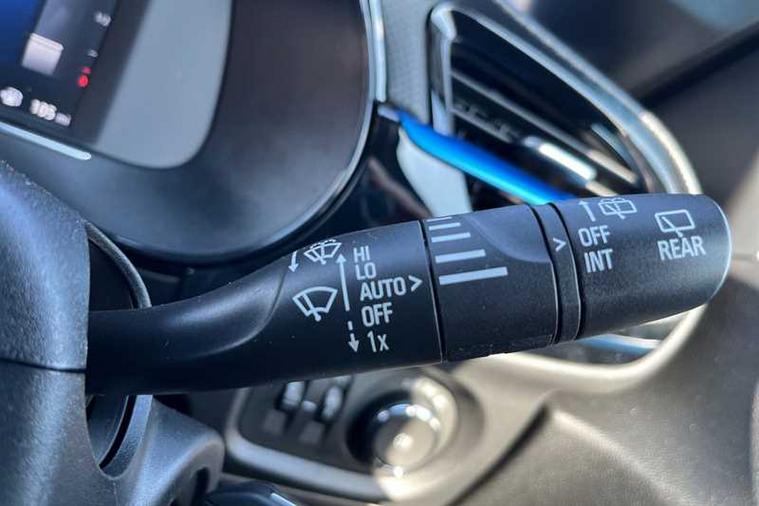 HI
LO
AUTO >
OFF
1x
>
OFF
INT
REAR